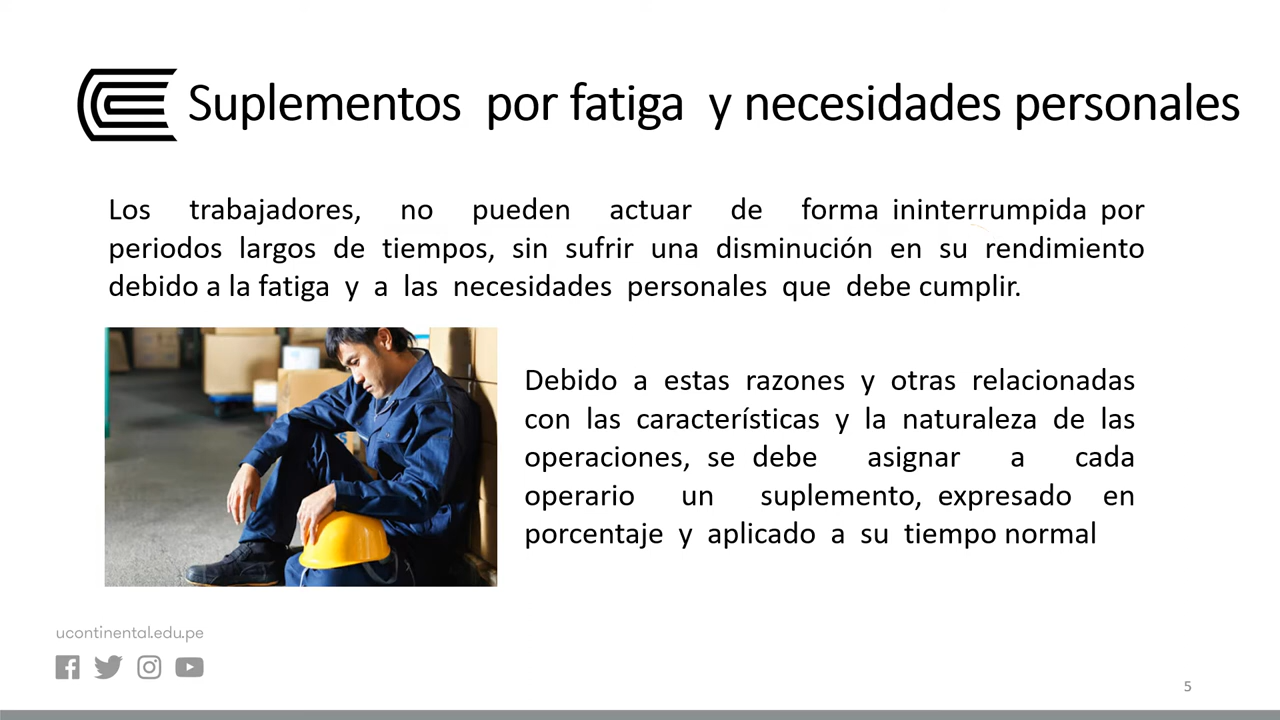 Suplementos por fatiga y necesidades personales
Los trabajadores, no pueden actuar de forma ininterrumpida por
periodos largos de tiempos, sin sufrir una disminución en su rendimiento
debido a la fatiga y a las necesidades personales que debe cumplir.
Debido a estas razones y otras relacionadas
con las características y la naturaleza de las
operaciones, se debe asignar a cada
operario un suplemento, expresado en
porcentaje y aplicado a su tiempo normal
ucontinental.edu.pe
5